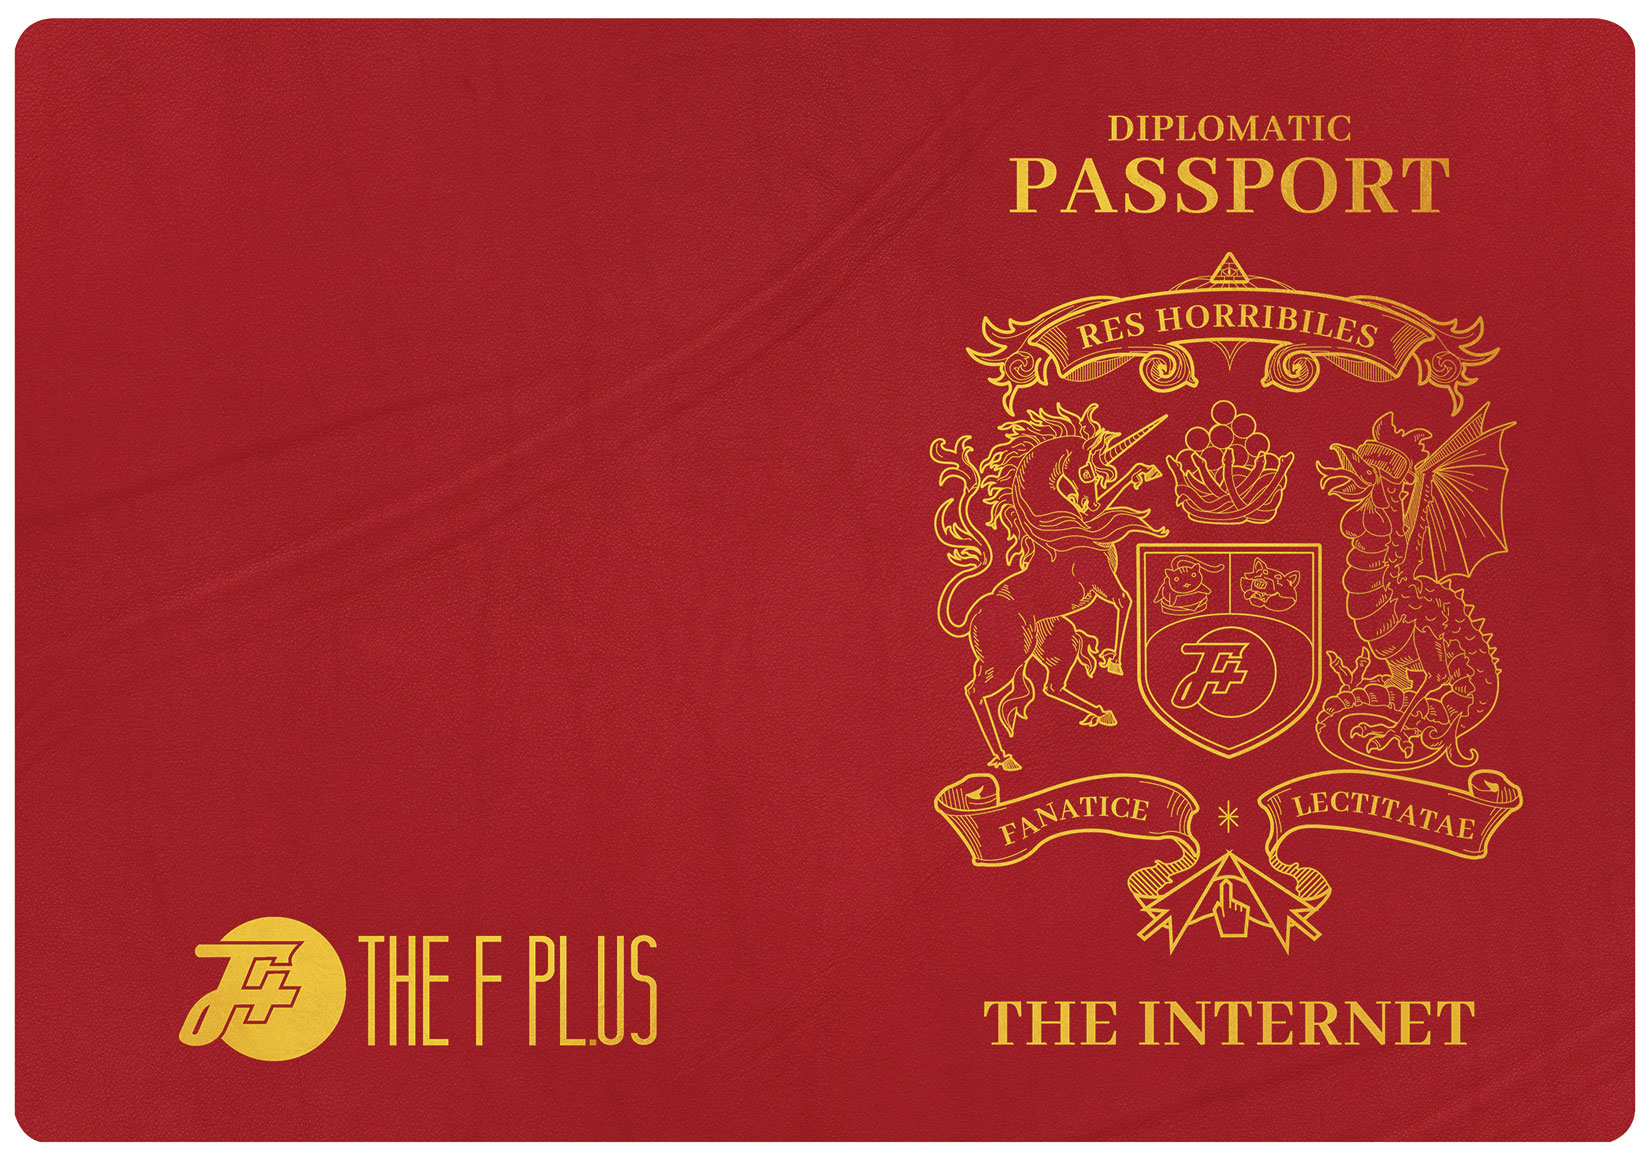 DIPLOMATIC
PASSPORT
RES HORRIBILES
F+
FANATICE * LECTITATAE
THE INTERNET
F+ THE F PL.US